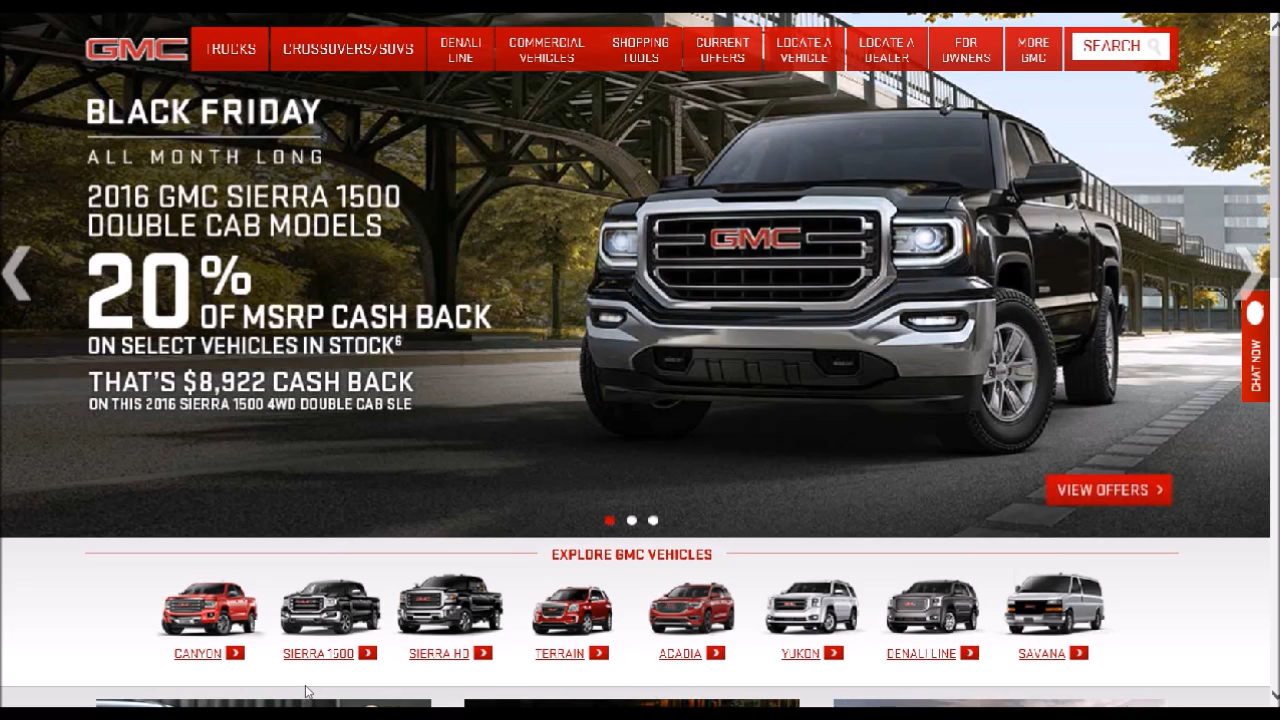 GMC
TRUCKS
CROSSOVERS/SUVS
DENALI
LINE
COMMERCIAL
VEHICLES
SHOPPING
TOOLS
CURRENT
OFFERS
LOCATE A
VEHICLE
LOCATE A
DEALER
FOR
OWNERS
MORE
GMC
SEARCH
BLACK FRIDAY
ALL MONTH LONG
2016 GMC SIERRA 1500
DOUBLE CAB MODELS
20%
OF MSRP CASH BACK
ON SELECT VEHICLES IN STOCK⁶
THAT'S $8,922 CASH BACK
ON THIS 2016 SIERRA 1500 4WD DOUBLE CAB SLE
GMC
CHAT NOW
VIEW OFFERS
EXPLORE GMC VEHICLES
CANYON
SIERRA 1500
SIERRA HD
TERRAIN
ACADIA
YUKON
DENALI LINE
SAVANA